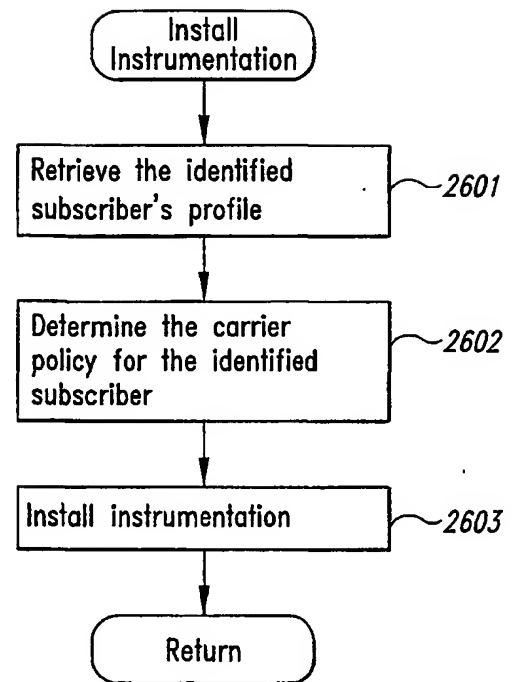 Install
Instrumentation
Retrieve the identified
subscriber's profile
2601
Determine the carrier
policy for the identified
subscriber
2602
Install instrumentation
2603
Return